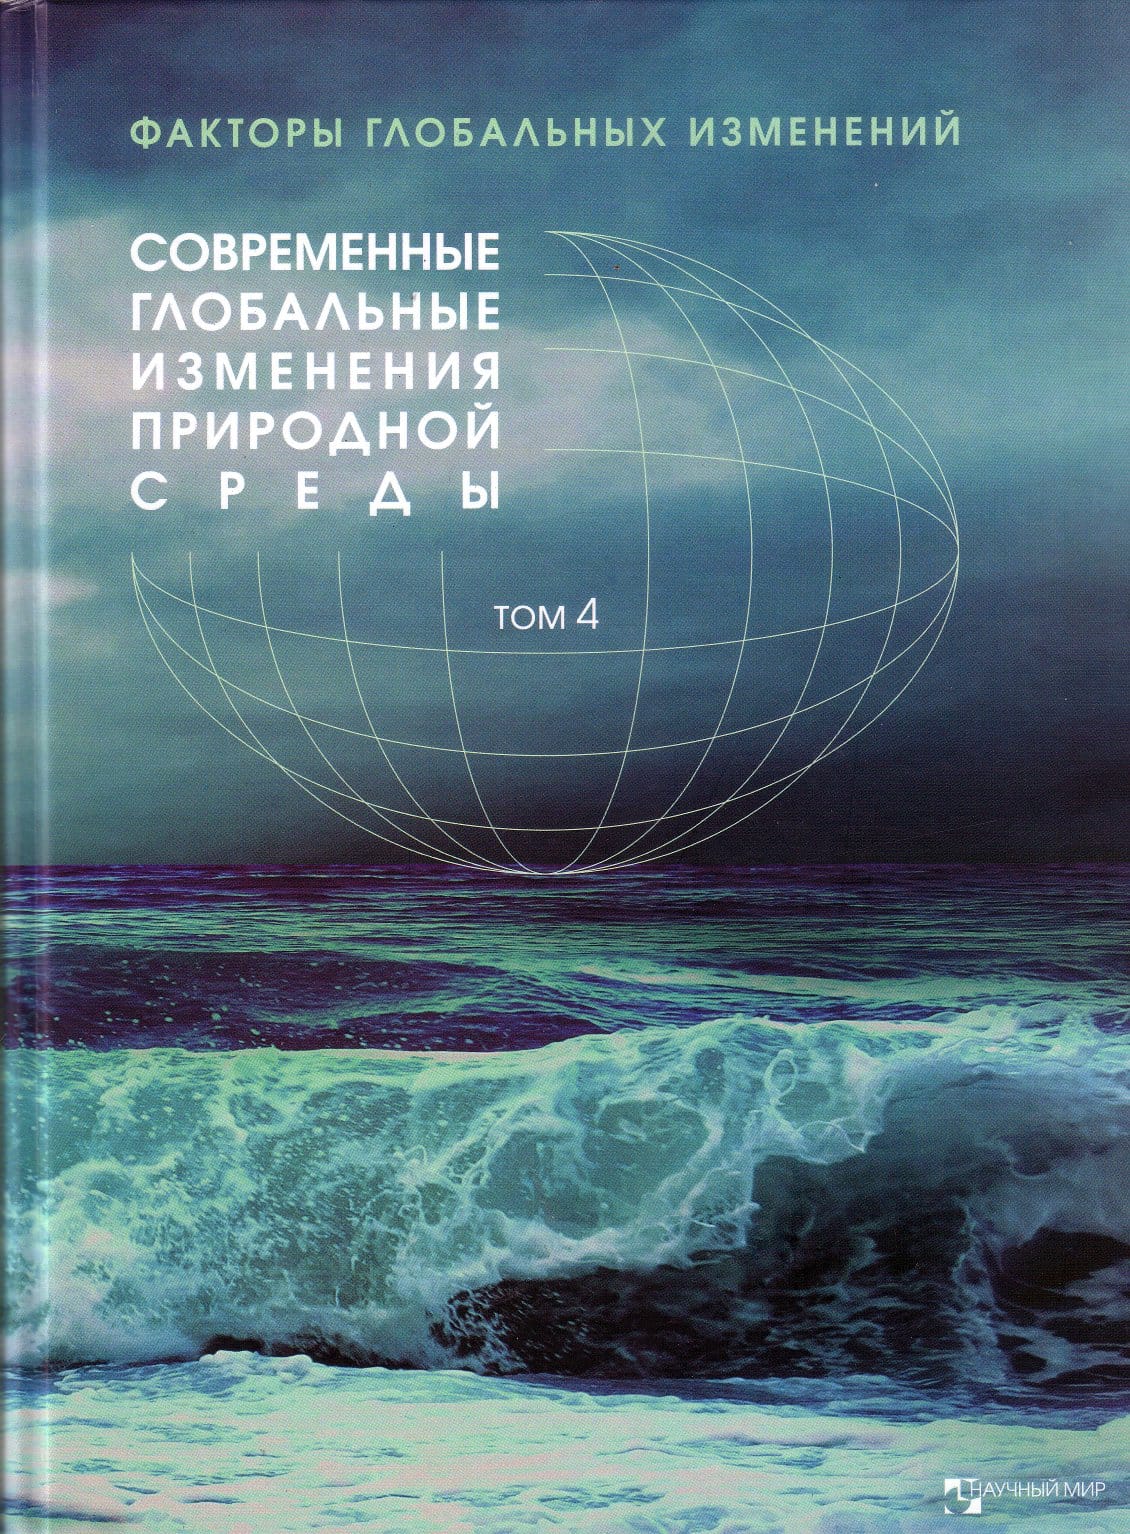 ФАКТОРЫ ГЛОБАЛЬНЫХ ИЗМЕНЕНИЙ
СОВРЕМЕННЫЕ
ГЛОБАЛЬНЫЕ
ИЗМЕНЕНИЯ
ПРИРОДНОЙ
СРЕДЫ
ТОМ 4
НАУЧНЫЙ МИР